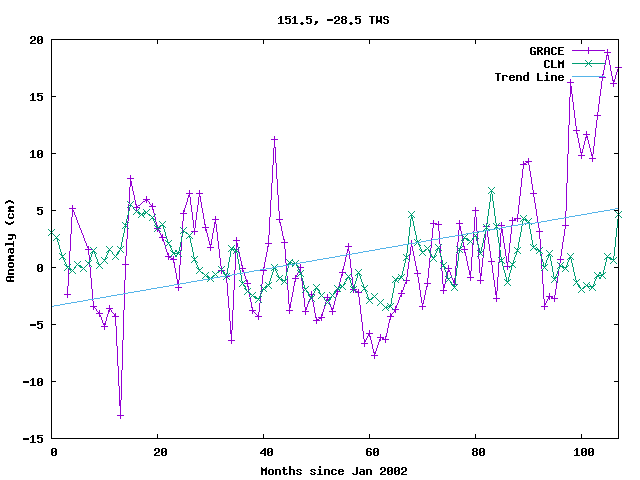 151.5, -28.5 TWS
GRACE
CLM
Trend Line
20
15
10
5
0
-5
-10
-15
Anomaly (cm)
0 20 40 60 80 100
Months since Jan 2002